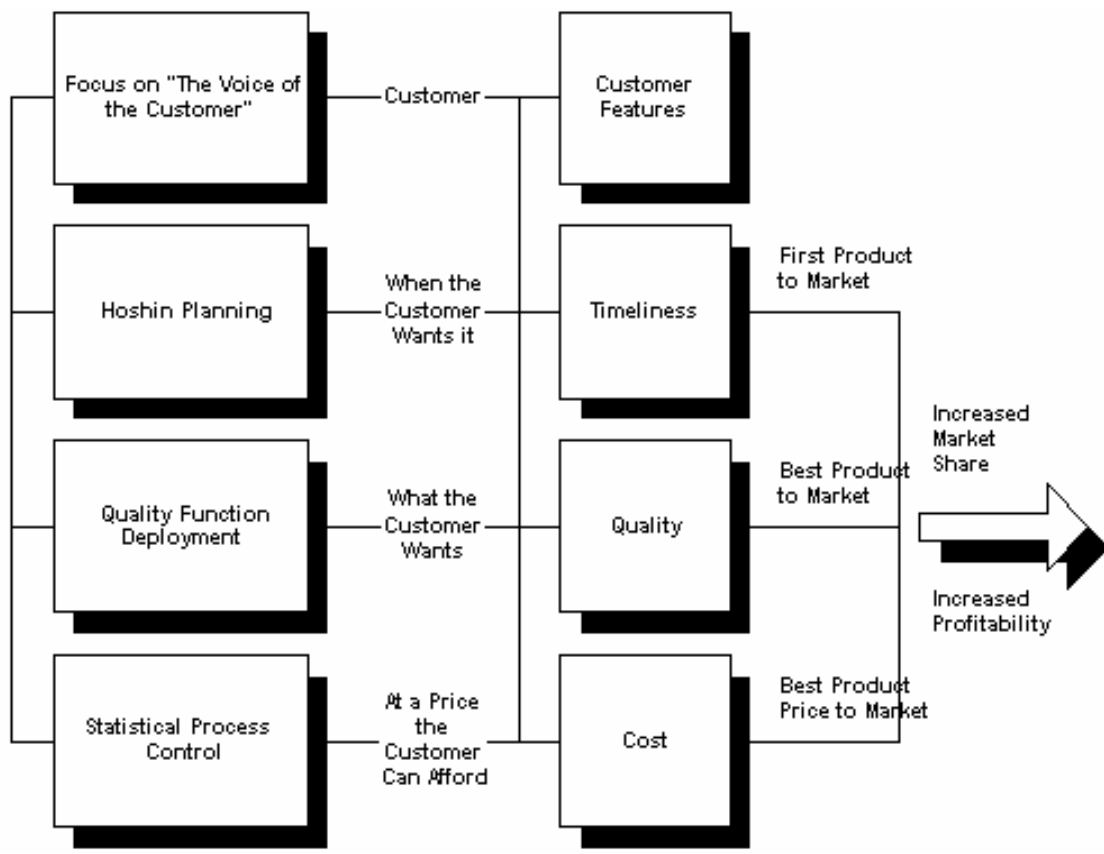 Focus on "The Voice of
the Customer"
Customer
Customer
Features
Hoshin Planning
When the
Customer
Wants it
Timeliness
First Product
to Market
Quality Function
Deployment
What the
Customer
Wants
Quality
Best Product
to Market
Increased
Market
Share
Increased
Profitability
Statistical Process
Control
At a Price
the
Customer
Can Afford
Cost
Best Product
Price to Market